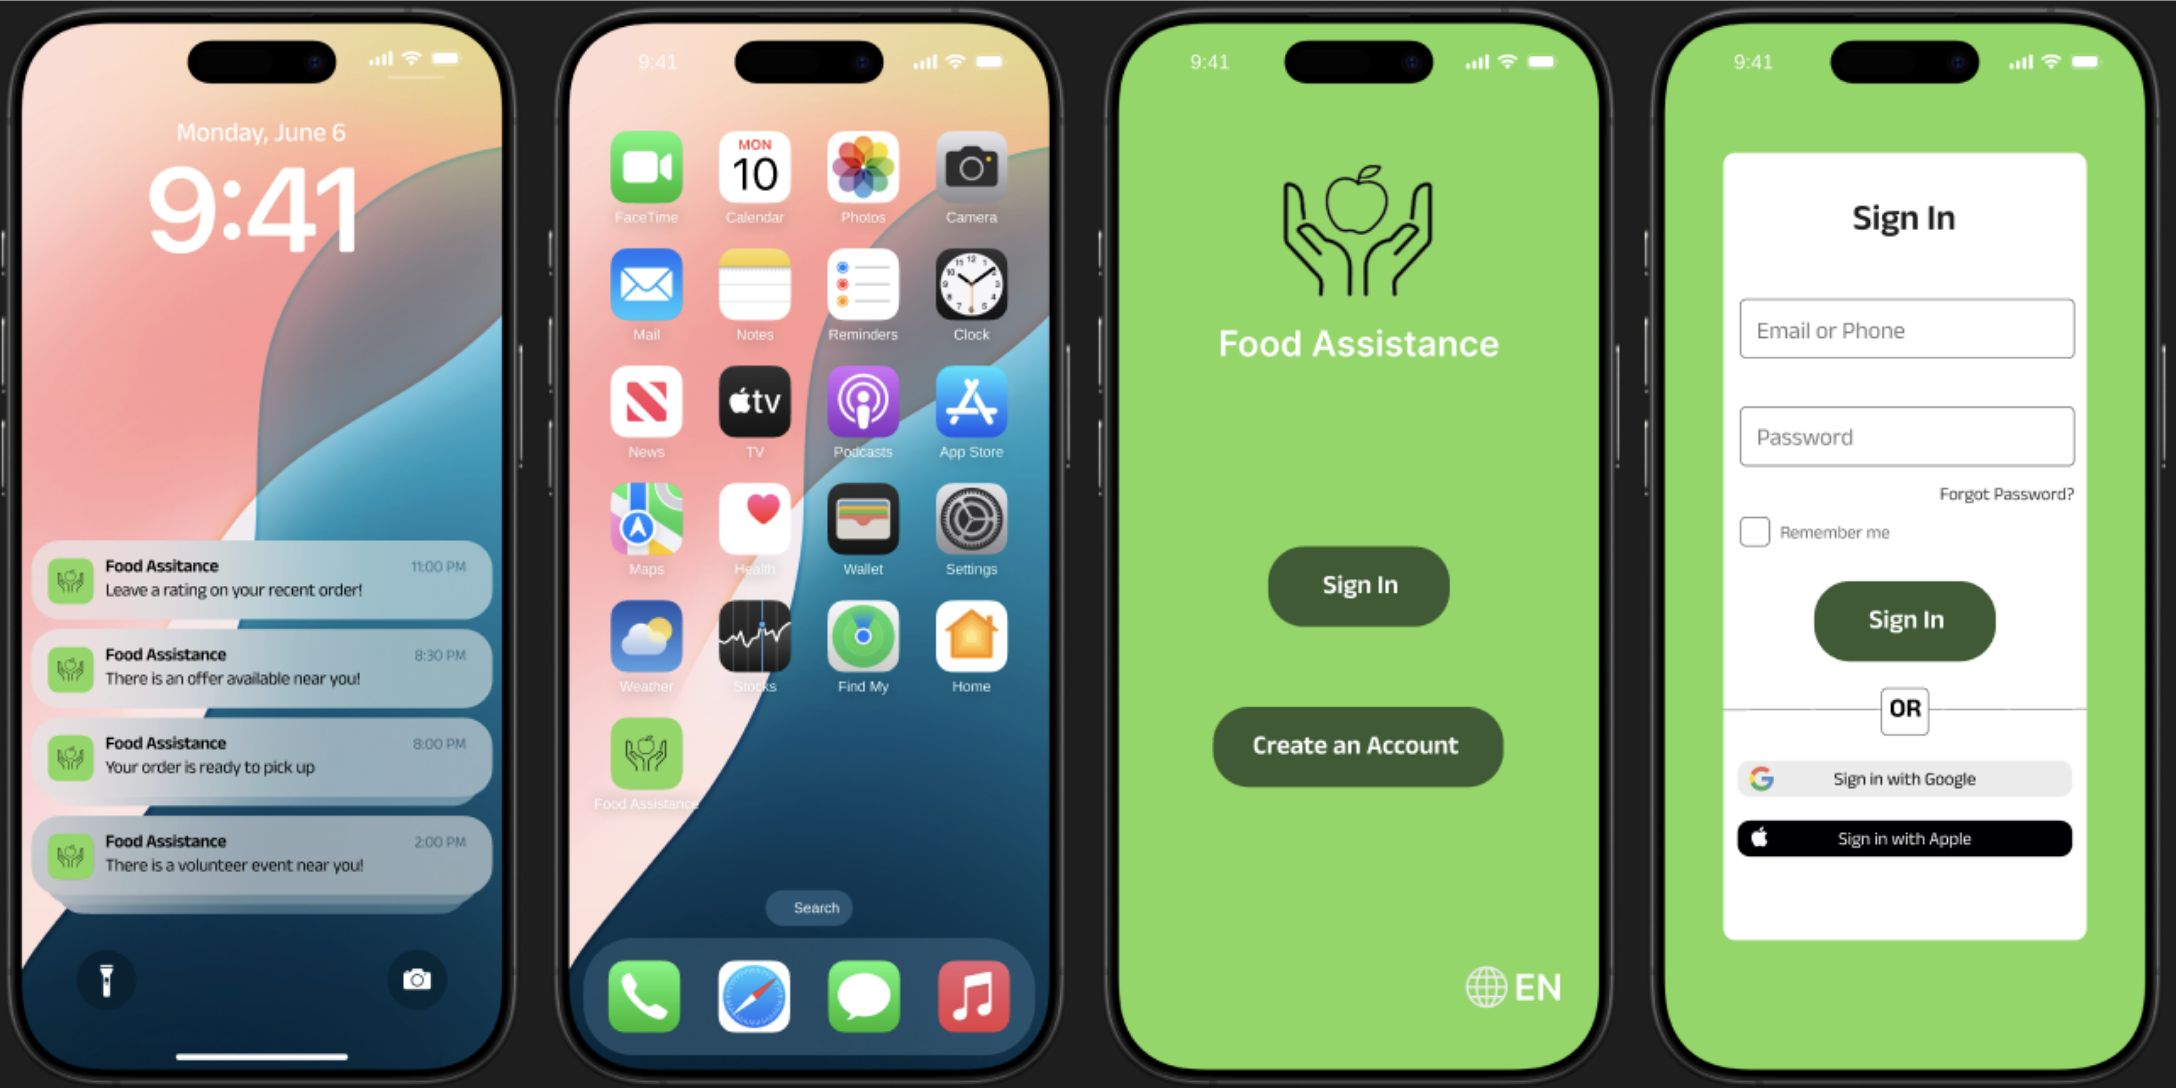 Monday, June 6
9:41
Food Assitance 11:00 PM
Leave a rating on your recent order!
Food Assistance 8:30 PM
There is an offer available near you!
Food Assistance 8:00 PM
Your order is ready to pick up
Food Assistance 2:00 PM
There is a volunteer event near you!
9:41
MON
10
FaceTime Calendar Photos Camera
12
Mail Notes Reminders Clock
tv
News TV Podcasts App Store
Maps Health Wallet Settings
Weather Stocks Find My Home
Food Assistance
Search
9:41
Food Assistance
Sign In
Create an Account
EN
9:41
Sign In
Email or Phone
Password
Forgot Password?
Remember me
Sign In
OR
Sign in with Google
Sign in with Apple